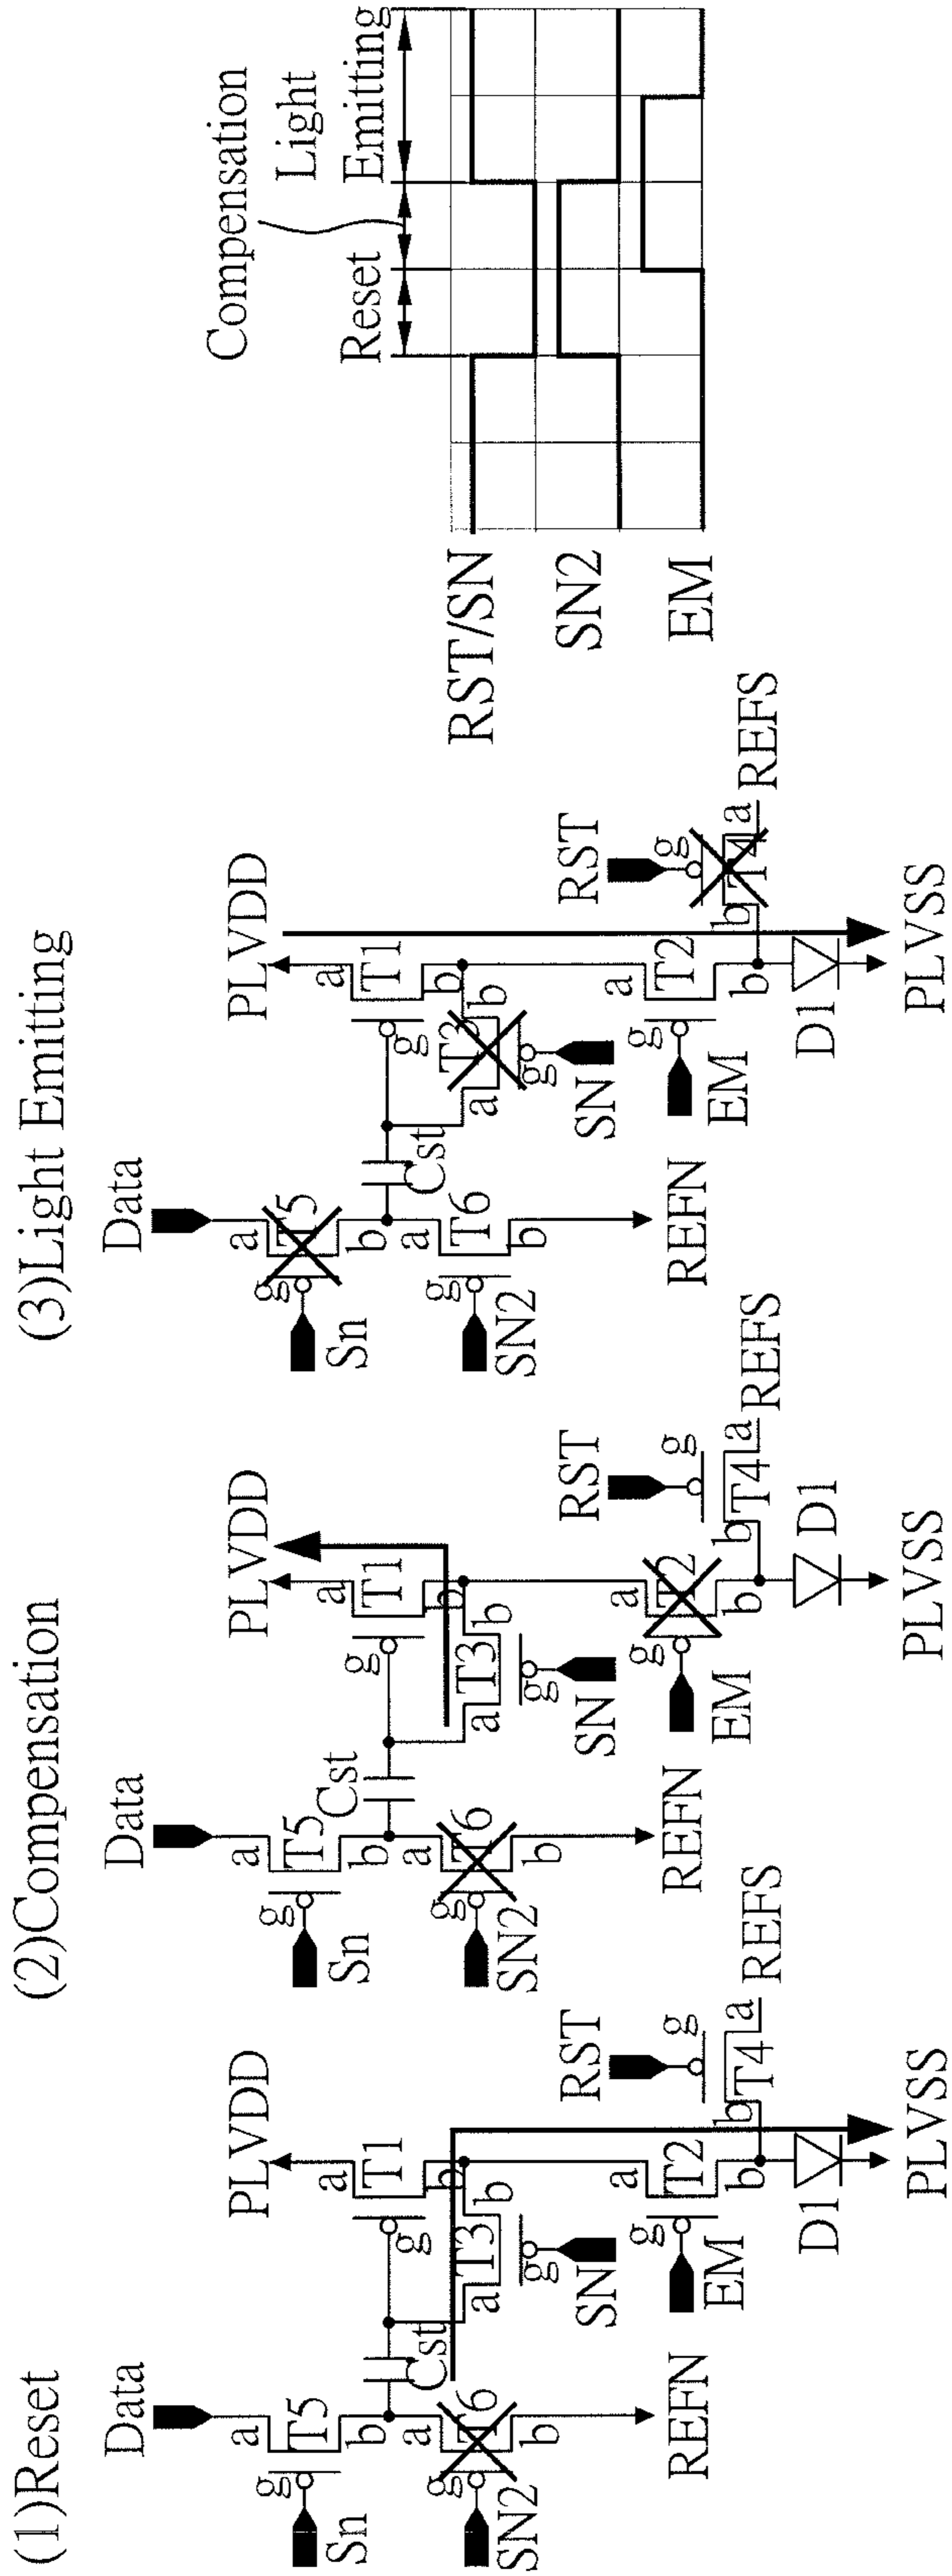 (1)Reset
Data
a
T5
g
b
Sn
a
T6
g
b
SN2
REFN
Cst
PLVDD
a
T1
g
b
b
T3
a
g
SN
a
T2
g
b
EM
RST
g
T4
b
a
REFS
D1
PLVSS
(2)Compensation
Data
a
T5
g
b
Sn
a
T6
g
b
SN2
REFN
Cst
PLVDD
a
T1
g
b
b
T3
a
g
SN
a
T2
g
b
EM
RST
g
T4
b
a
REFS
D1
PLVSS
(3)Light Emitting
Data
a
T5
g
b
Sn
a
T6
g
b
SN2
REFN
Cst
PLVDD
a
T1
g
b
b
T3
a
g
SN
a
T2
g
b
EM
RST
g
T4
b
a
REFS
D1
PLVSS
Compensation
Reset
Light
Emitting
RST/SN
SN2
EM